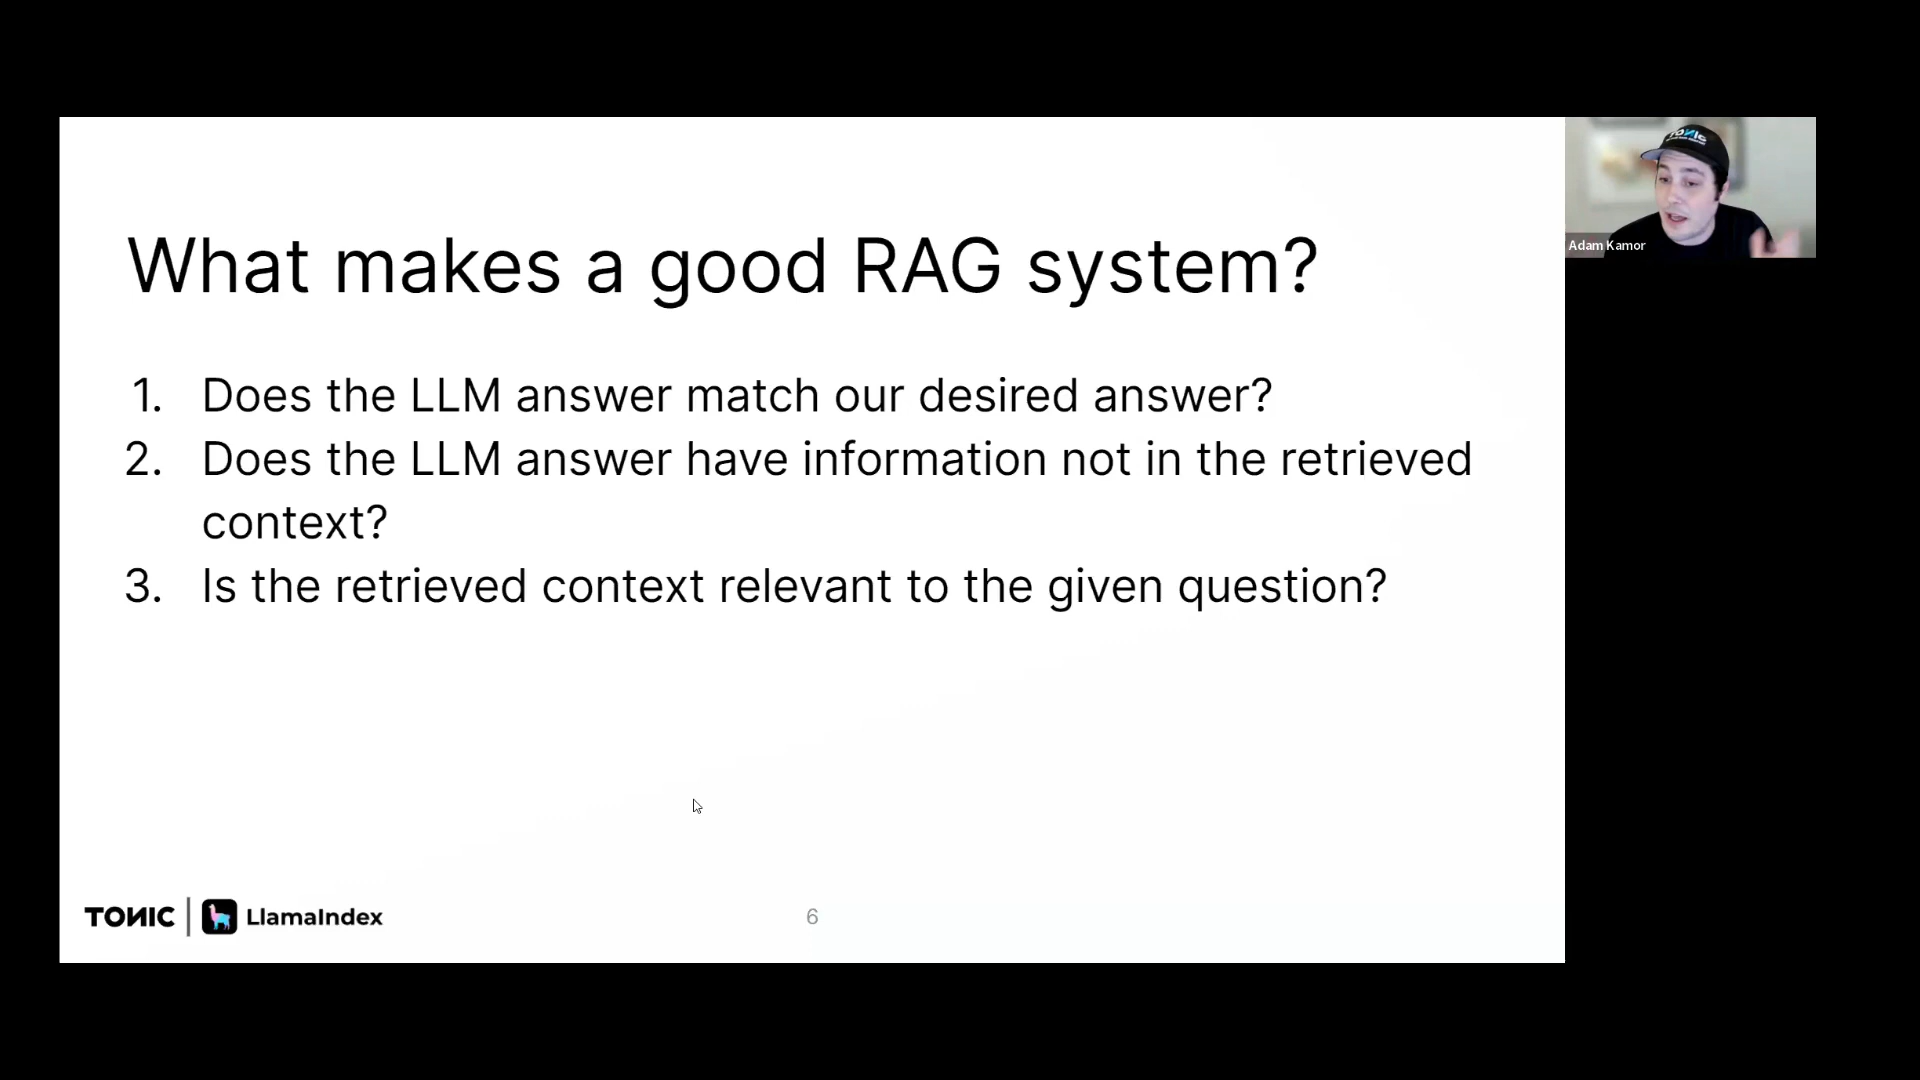 What makes a good RAG system?
1. Does the LLM answer match our desired answer?
2. Does the LLM answer have information not in the retrieved
context?
3. Is the retrieved context relevant to the given question?
TONIC | LlamaIndex
6
TONIC
Adam Kamor